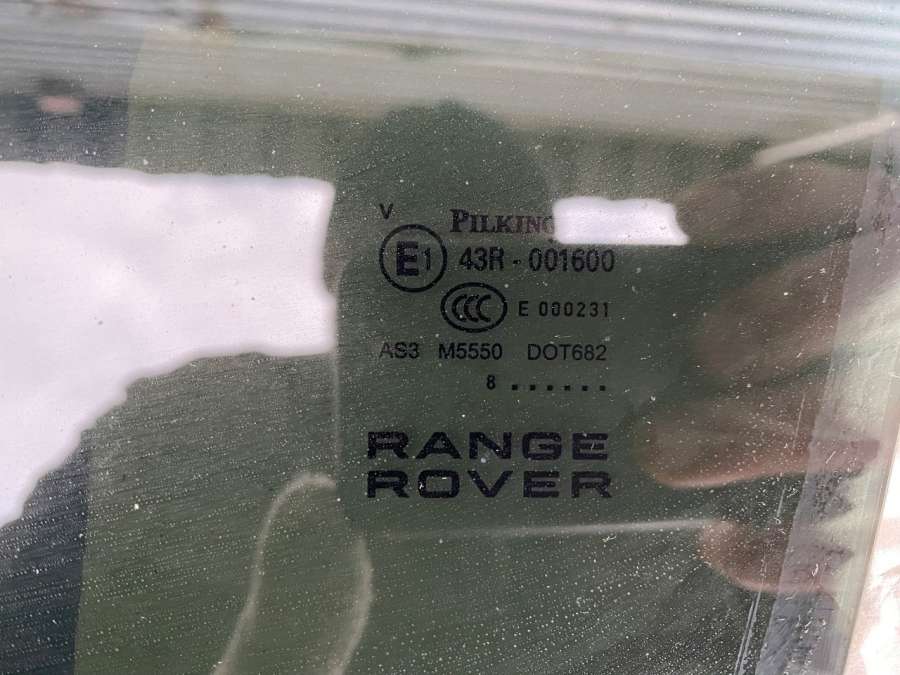 V
PILKING
E1 43R - 001600
CCC E 000231
AS3 M5550 DOT682
8 . . . . . .
RANGE
ROVER